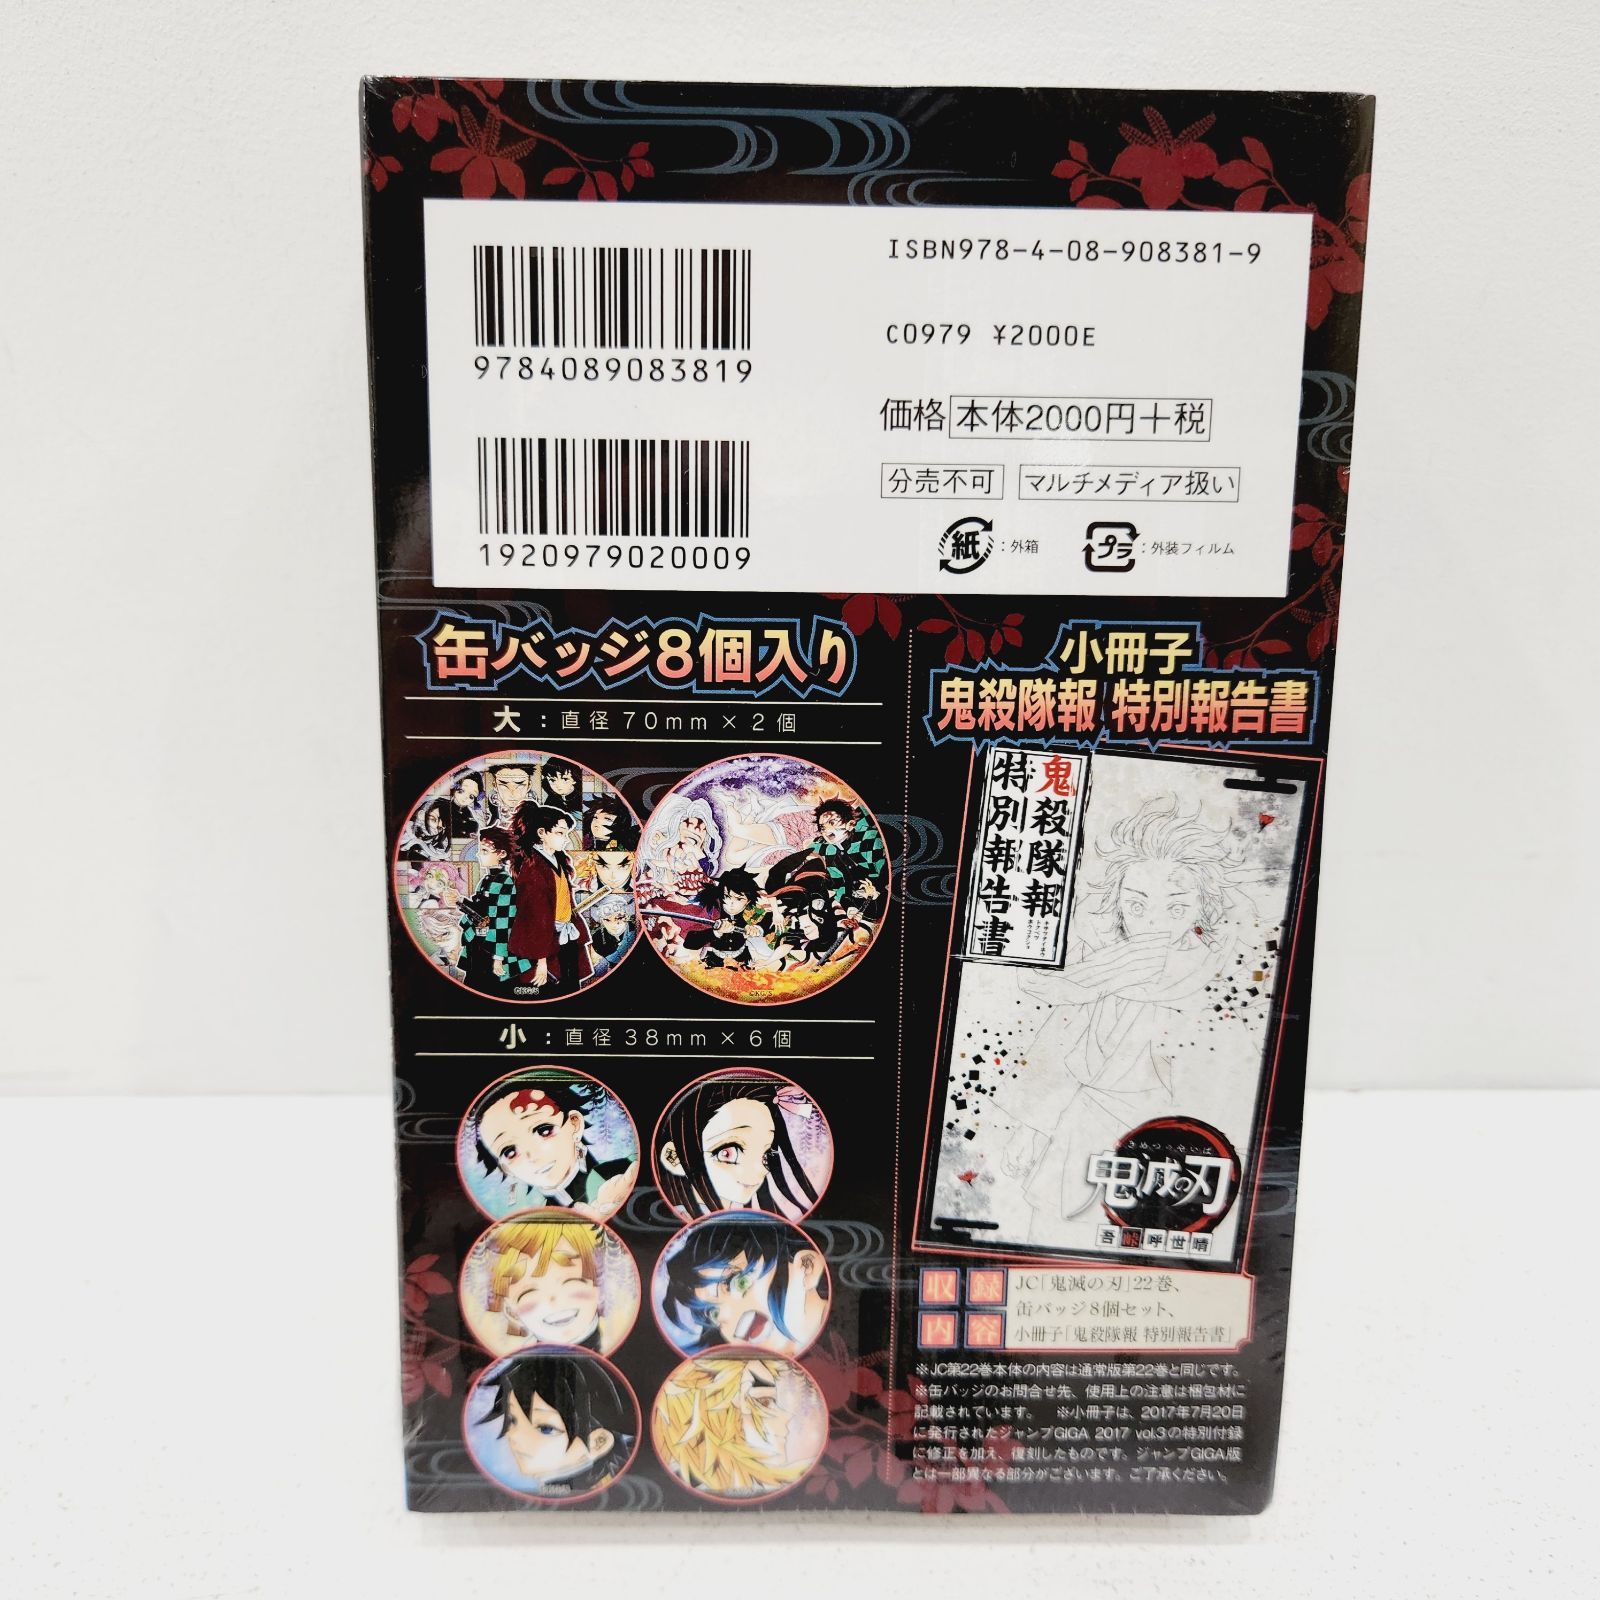 ISBN978-4-08-908381-9
9784089083819
C0979 ¥2000E
価格 本体2000円+税
分売不可 マルチメディア扱い
1920979020009
紙:外箱 プラ:外装フィルム
缶バッジ8個入り
大:直径70mm×2個
©KG/S
©KG/S
小:直径38mm×6個
小冊子
鬼殺隊報 特別報告書
鬼殺隊報
特別報告書
鬼滅の刃
吾峠呼世晴
収録内容
JC「鬼滅の刃」22巻、
缶バッジ8個セット、
小冊子「鬼殺隊報 特別報告書」
※JC第22巻本体の内容は通常版第22巻と同じです。
※缶バッジのお問合せ先、使用上の注意は梱包材に
記載されています。 ※小冊子は、2017年7月20日
に発行されたジャンプGIGA 2017 vol.3の特別付録
に修正を加え、復刻したものです。ジャンプGIGA版
とは一部異なる部分がございます。ご了承ください。